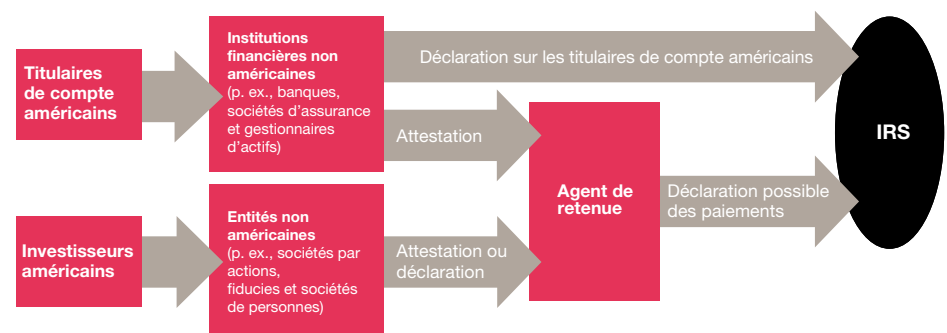 Titulaires
de compte
américains
Institutions
financières non
américaines
(p. ex., banques,
sociétés d'assurance
et gestionnaires
d'actifs)
Déclaration sur les titulaires de compte américains
Attestation
Investisseurs
américains
Entités non
américaines
(p. ex., sociétés par
actions,
fiducies et sociétés
de personnes)
Attestation ou
déclaration
Agent de
retenue
Déclaration possible
des paiements
IRS